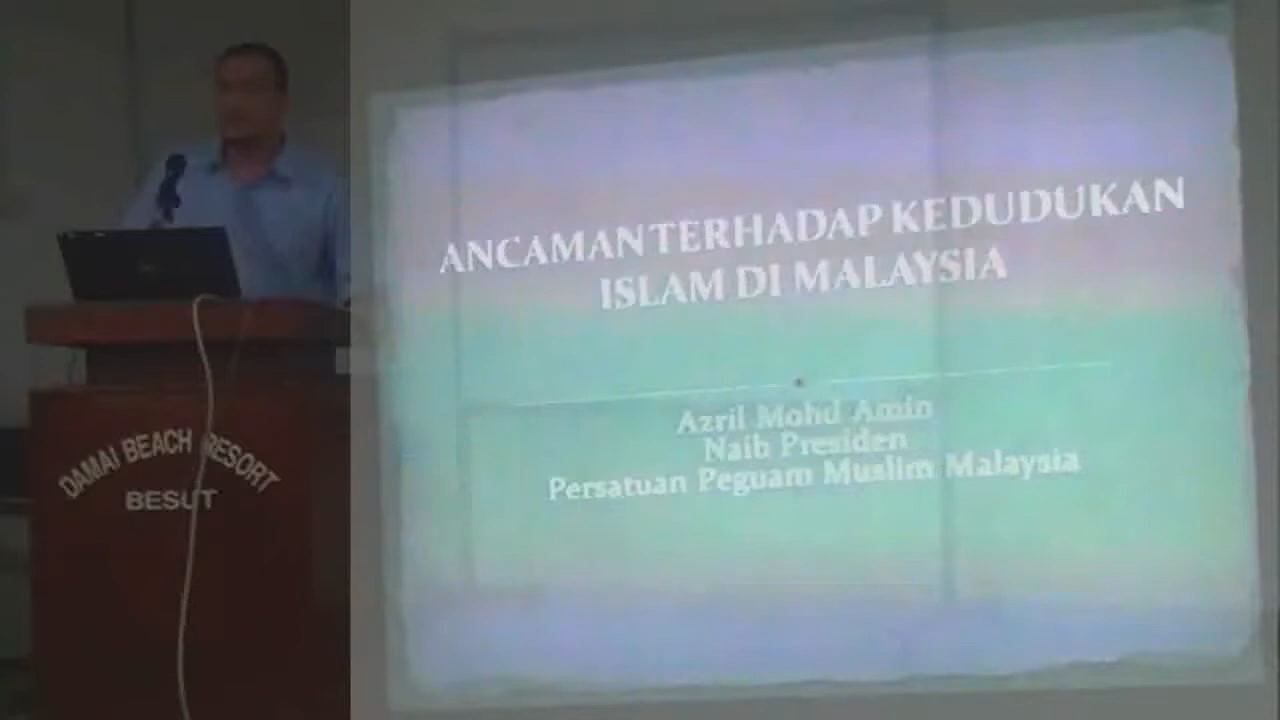 ANCAMAN TERHADAP KEDUDUKAN
ISLAM DI MALAYSIA
Azril Mohd Amin
Naib Presiden
Persatuan Peguam Muslim Malaysia
DAMAI BEACH RESORT
BESUT